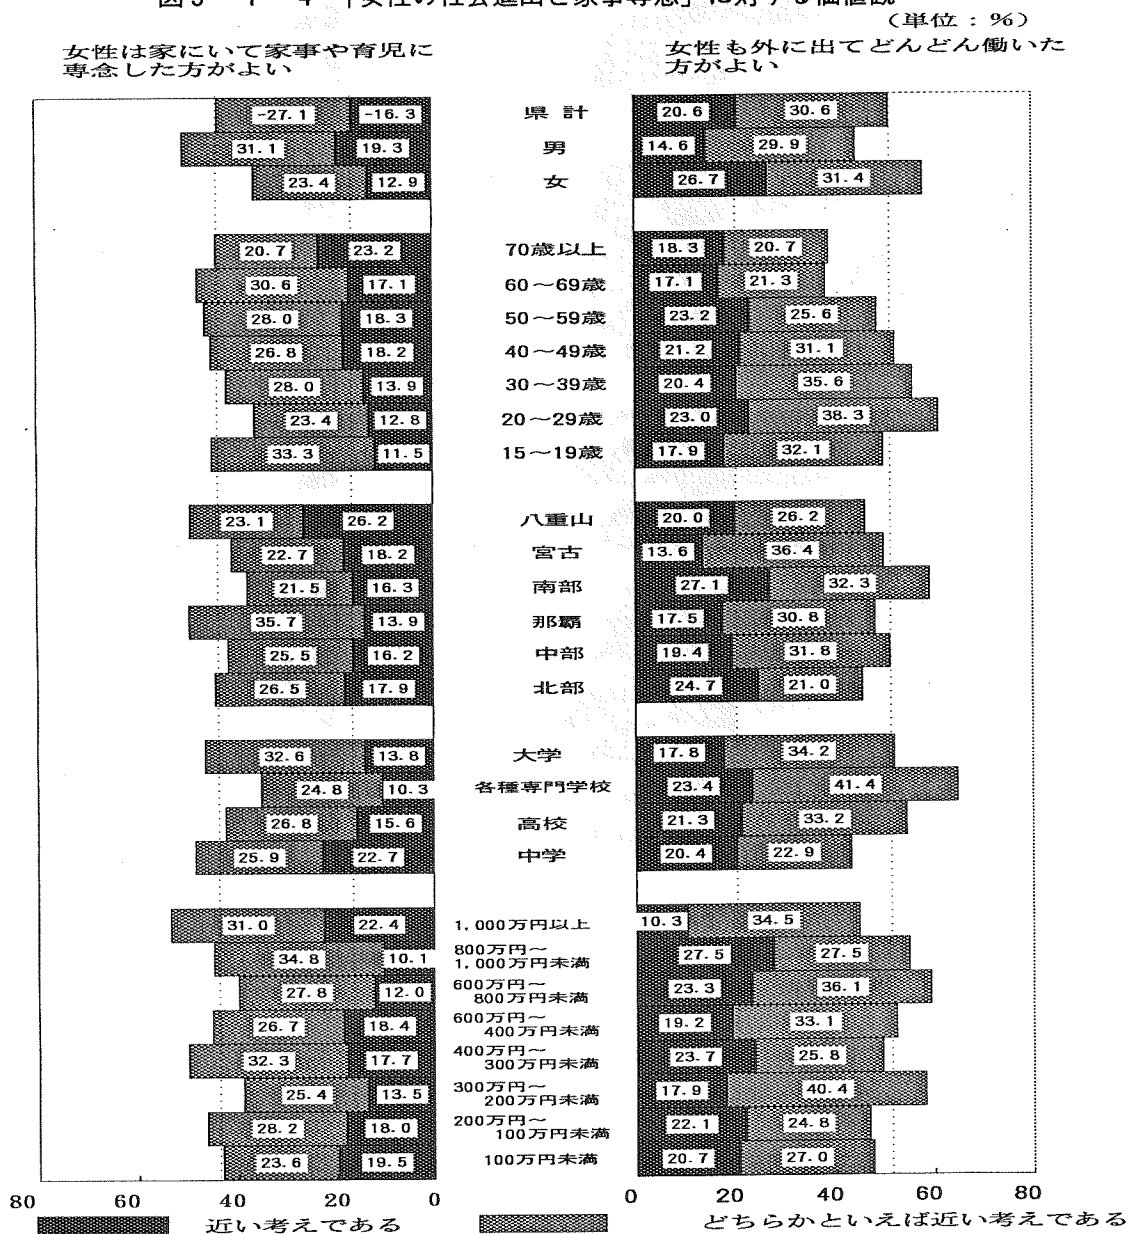 「女性の社会進出と家事専念」に対する価値観
(単位:%)
女性は家にいて家事や育児に
専念した方がよい
女性も外に出てどんどん働いた
方がよい
-27.1 -16.3 県計 20.6 30.6
31.1 19.3 男 14.6 29.9
23.4 12.9 女 26.7 31.4
20.7 23.2 70歳以上 18.3 20.7
30.6 17.1 60~69歳 17.1 21.3
28.0 18.3 50~59歳 23.2 25.6
26.8 18.2 40~49歳 21.2 31.1
28.0 13.9 30~39歳 20.4 35.6
23.4 12.8 20~29歳 23.0 38.3
33.3 11.5 15~19歳 17.9 32.1
23.1 26.2 八重山 20.0 26.2
22.7 18.2 宮古 13.6 36.4
21.5 16.3 南部 27.1 32.3
35.7 13.9 那覇 17.5 30.8
25.5 16.2 中部 19.4 31.8
26.5 17.9 北部 24.7 21.0
32.6 13.8 大学 17.8 34.2
24.8 10.3 各種専門学校 23.4 41.4
26.8 15.6 高校 21.3 33.2
25.9 22.7 中学 20.4 22.9
31.0 22.4 1,000万円以上 10.3 34.5
800万円~
34.8 10.1 1,000万円未満 27.5 27.5
600万円~
27.8 12.0 800万円未満 23.3 36.1
600万円~
26.7 18.4 400万円未満 19.2 33.1
400万円~
32.3 17.7 300万円未満 23.7 25.8
300万円~
25.4 13.5 200万円未満 17.9 40.4
200万円~
28.2 18.0 100万円未満 22.1 24.8
23.6 19.5 100万円未満 20.7 27.0
80 60 40 20 0 0 20 40 60 80
近い考えである どちらかといえば近い考えである